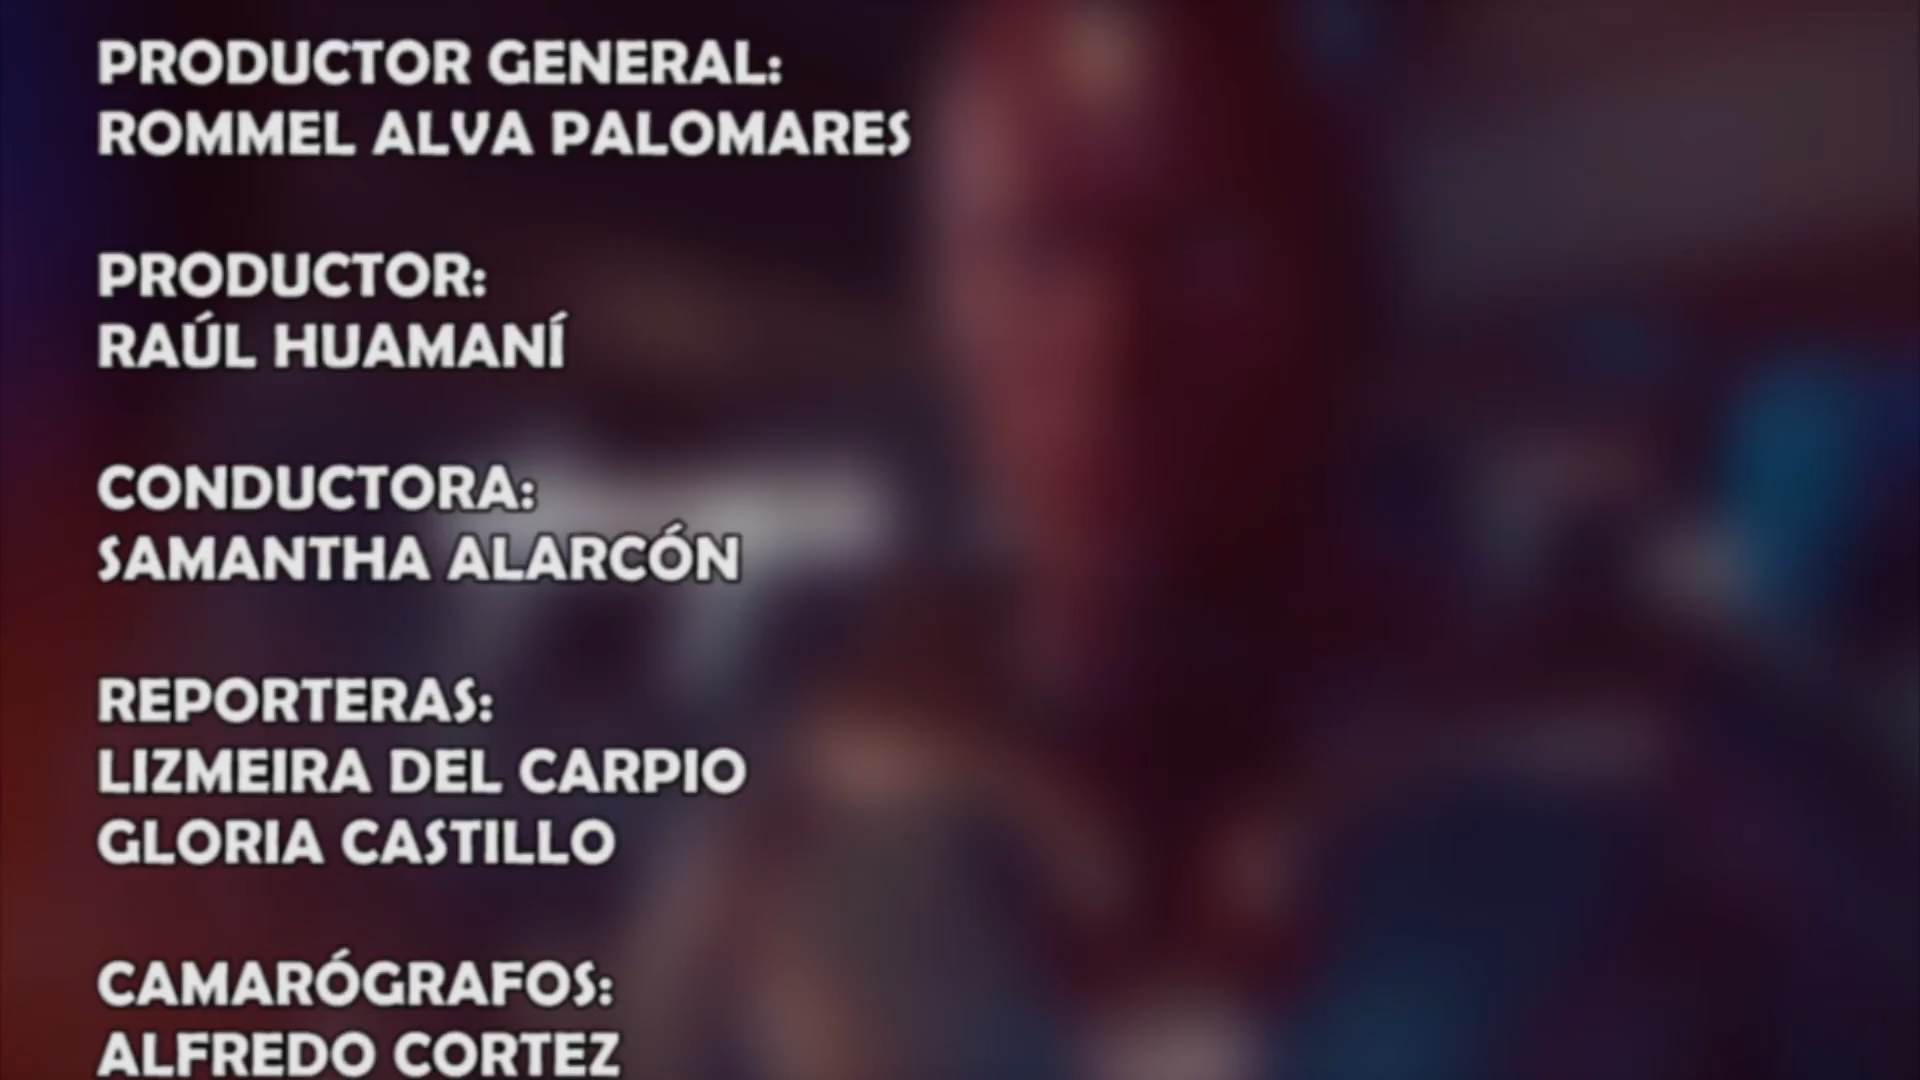 PRODUCTOR GENERAL:
ROMMEL ALVA PALOMARES
PRODUCTOR:
RAÚL HUAMANÍ
CONDUCTORA:
SAMANTHA ALARCÓN
REPORTERAS:
LIZMEIRA DEL CARPIO
GLORIA CASTILLO
CAMARÓGRAFOS:
ALFREDO CORTEZ